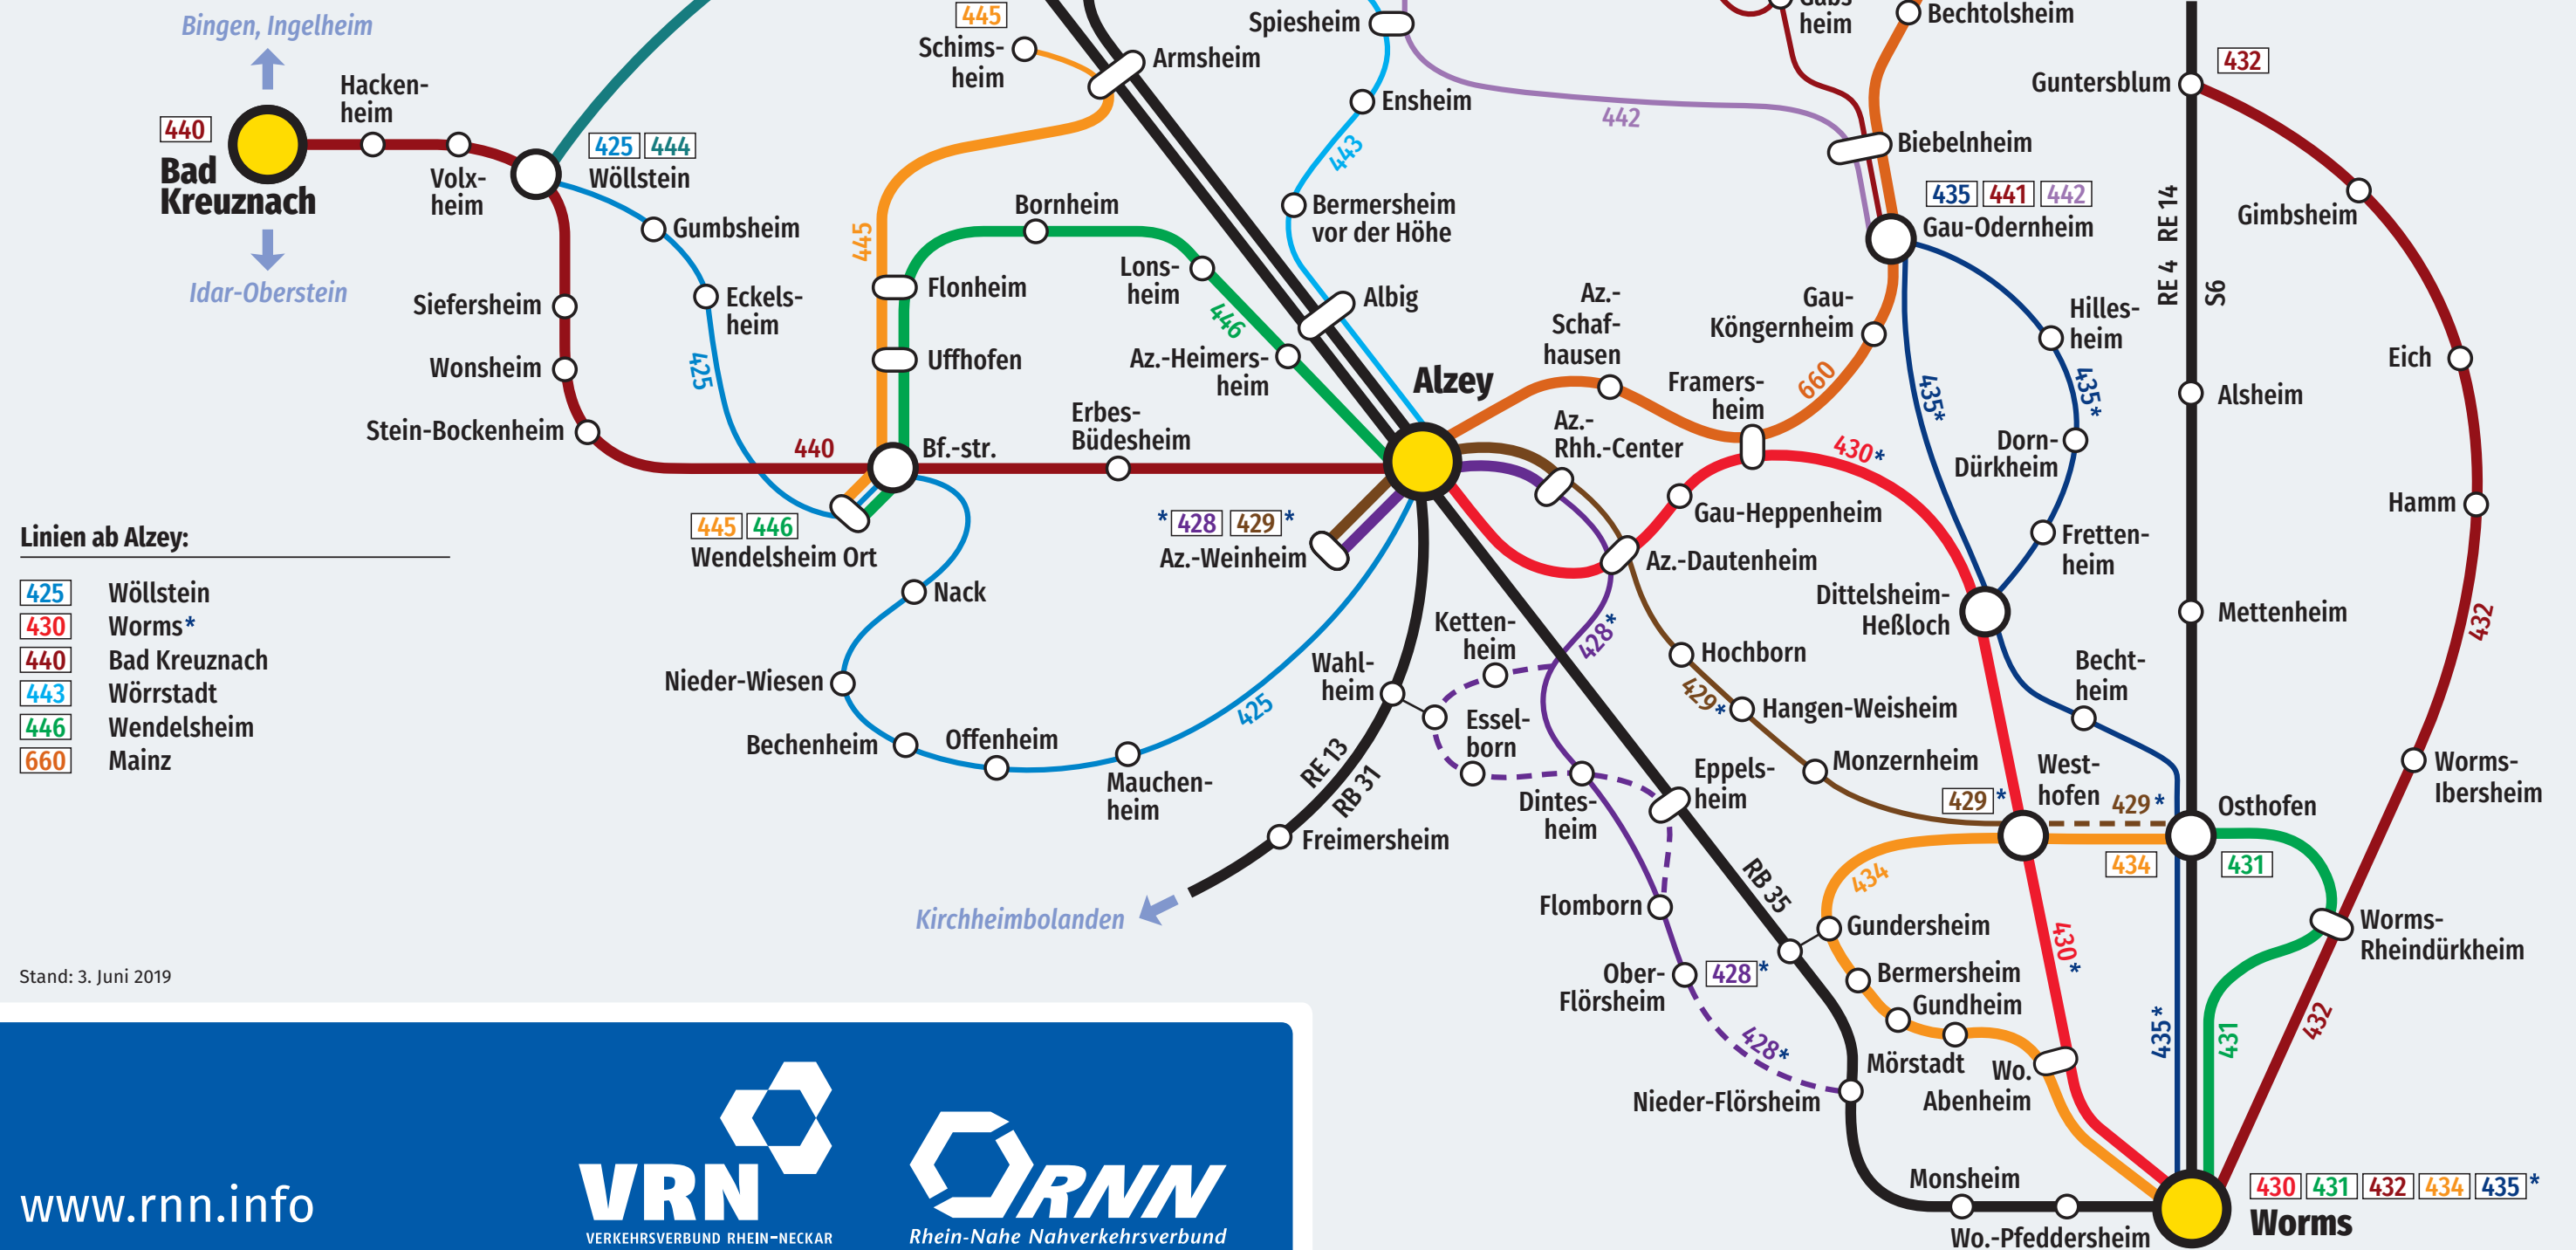 Bingen, Ingelheim
440
Bad
Kreuznach
Idar-Oberstein
Hacken-
heim
Volx-
heim
425 444
Wöllstein
Gumbsheim
Eckels-
heim
425
Siefersheim
Wonsheim
Stein-Bockenheim
440
445
Schims-
heim
Armsheim
445
Bornheim
Flonheim
Uffhofen
Lons-
heim
446
Az.-Heimers-
heim
Erbes-
Büdesheim
Bf.-str.
445 446
Wendelsheim Ort
Nack
Nieder-Wiesen
Bechenheim
Offenheim
Mauchen-
heim
425
Spiesheim
Ensheim
443
Bermersheim
vor der Höhe
Albig
Alzey
442
heim
Bechtolsheim
Biebelnheim
435 441 442
Gau-Odernheim
Gau-
Köngernheim
660
Az.-
Schaf-
hausen
Framers-
heim
Az.-
Rhh.-Center
430*
Gau-Heppenheim
Az.-Dautenheim
*428 429*
Az.-Weinheim
435*
Hilles-
heim
435*
Dorn-
Dürkheim
Fretten-
heim
Dittelsheim-
Heßloch
Becht-
heim
Ketten-
heim
428*
Wahl-
heim
Essel-
born
RE 13
RB 31
Freimersheim
Kirchheimbolanden
Dintes-
heim
Eppels-
heim
Hochborn
429*
Hangen-Weisheim
Monzernheim
429*
West-
hofen
429*
Osthofen
434
431
434
RB 35
Flomborn
Gundersheim
Ober-
Flörsheim
428*
Bermersheim
Gundheim
428*
Mörstadt
Wo.
Abenheim
430*
Nieder-Flörsheim
Monsheim
Wo.-Pfeddersheim
432
Guntersblum
RE 4 RE 14
S6
Gimbsheim
Eich
Alsheim
Hamm
Mettenheim
432
Worms-
Ibersheim
Worms-
Rheindürkheim
432
435*
431
430 431 432 434 435*
Worms
Linien ab Alzey:
425 Wöllstein
430 Worms*
440 Bad Kreuznach
443 Wörrstadt
446 Wendelsheim
660 Mainz
Stand: 3. Juni 2019
www.rnn.info
VRN
VERKEHRSVERBUND RHEIN-NECKAR
RNN
Rhein-Nahe Nahverkehrsverbund